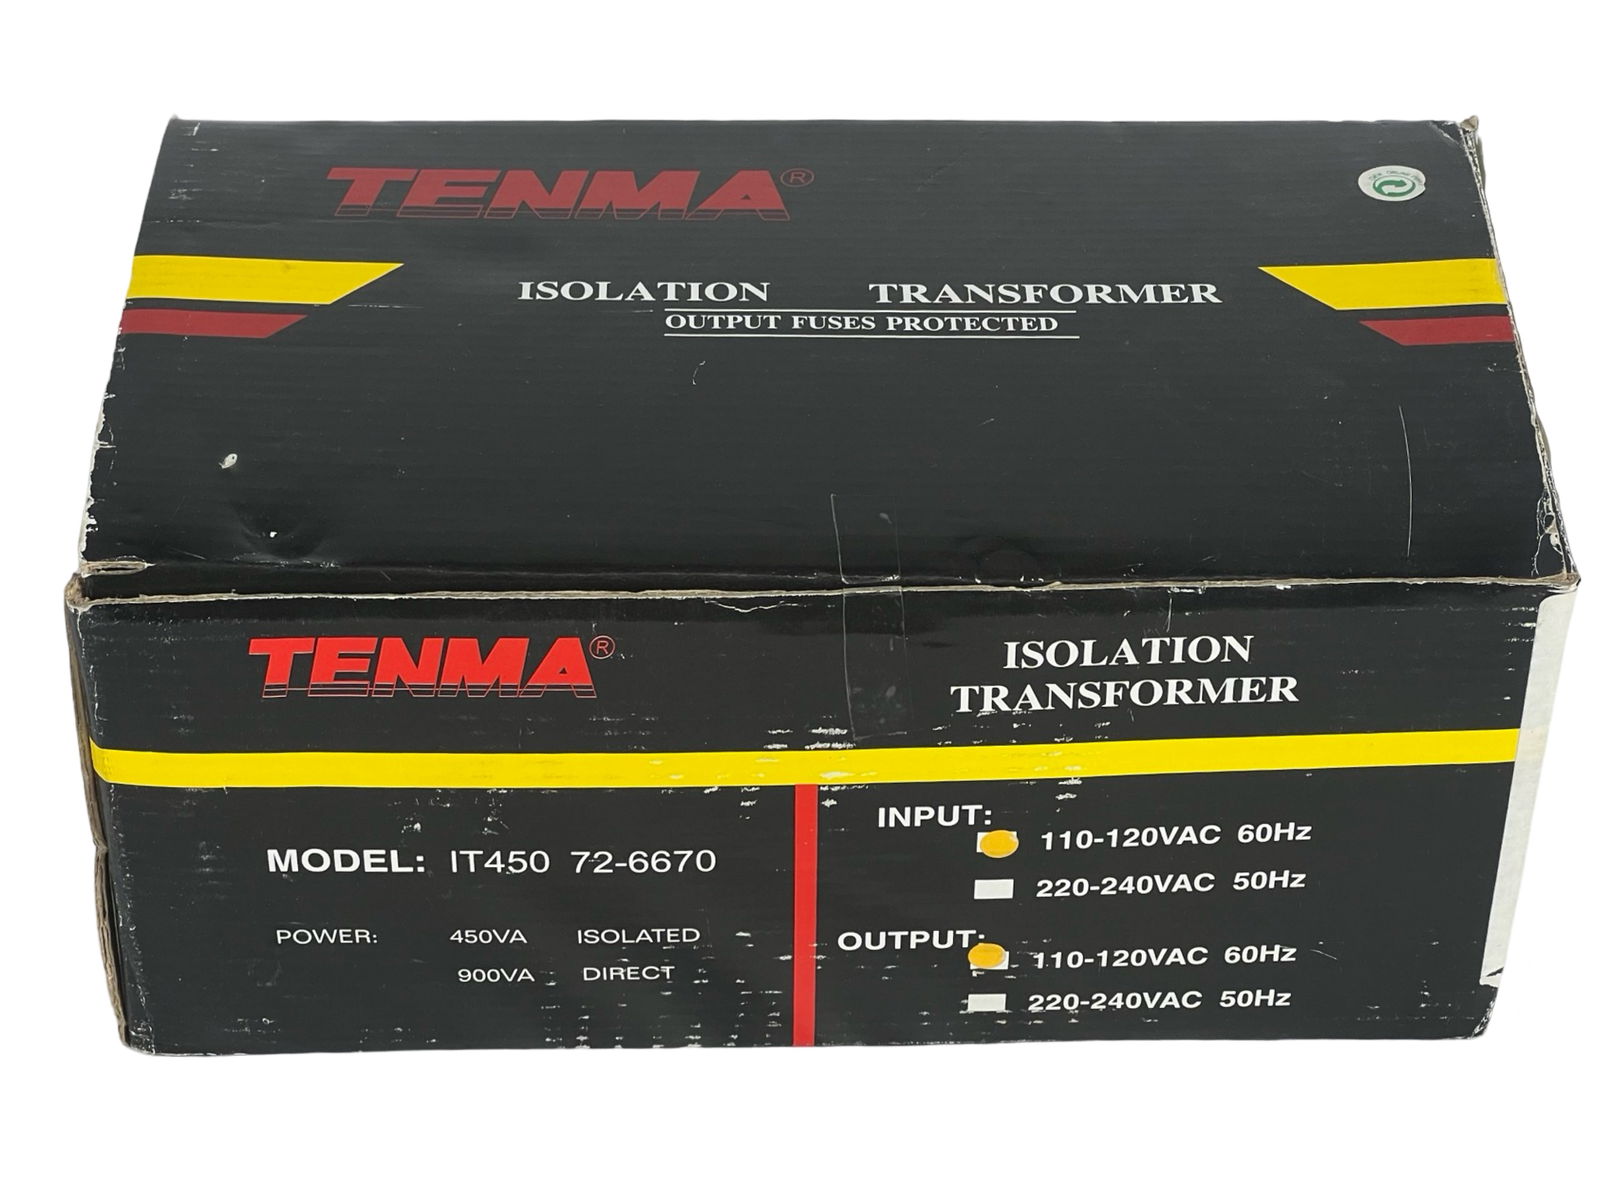 TENMA®
ISOLATION TRANSFORMER
OUTPUT FUSES PROTECTED
TENMA®
ISOLATION
TRANSFORMER
MODEL: IT450 72-6670
POWER: 450VA ISOLATED
900VA DIRECT
INPUT:
110-120VAC 60Hz
220-240VAC 50Hz
OUTPUT:
110-120VAC 60Hz
220-240VAC 50Hz